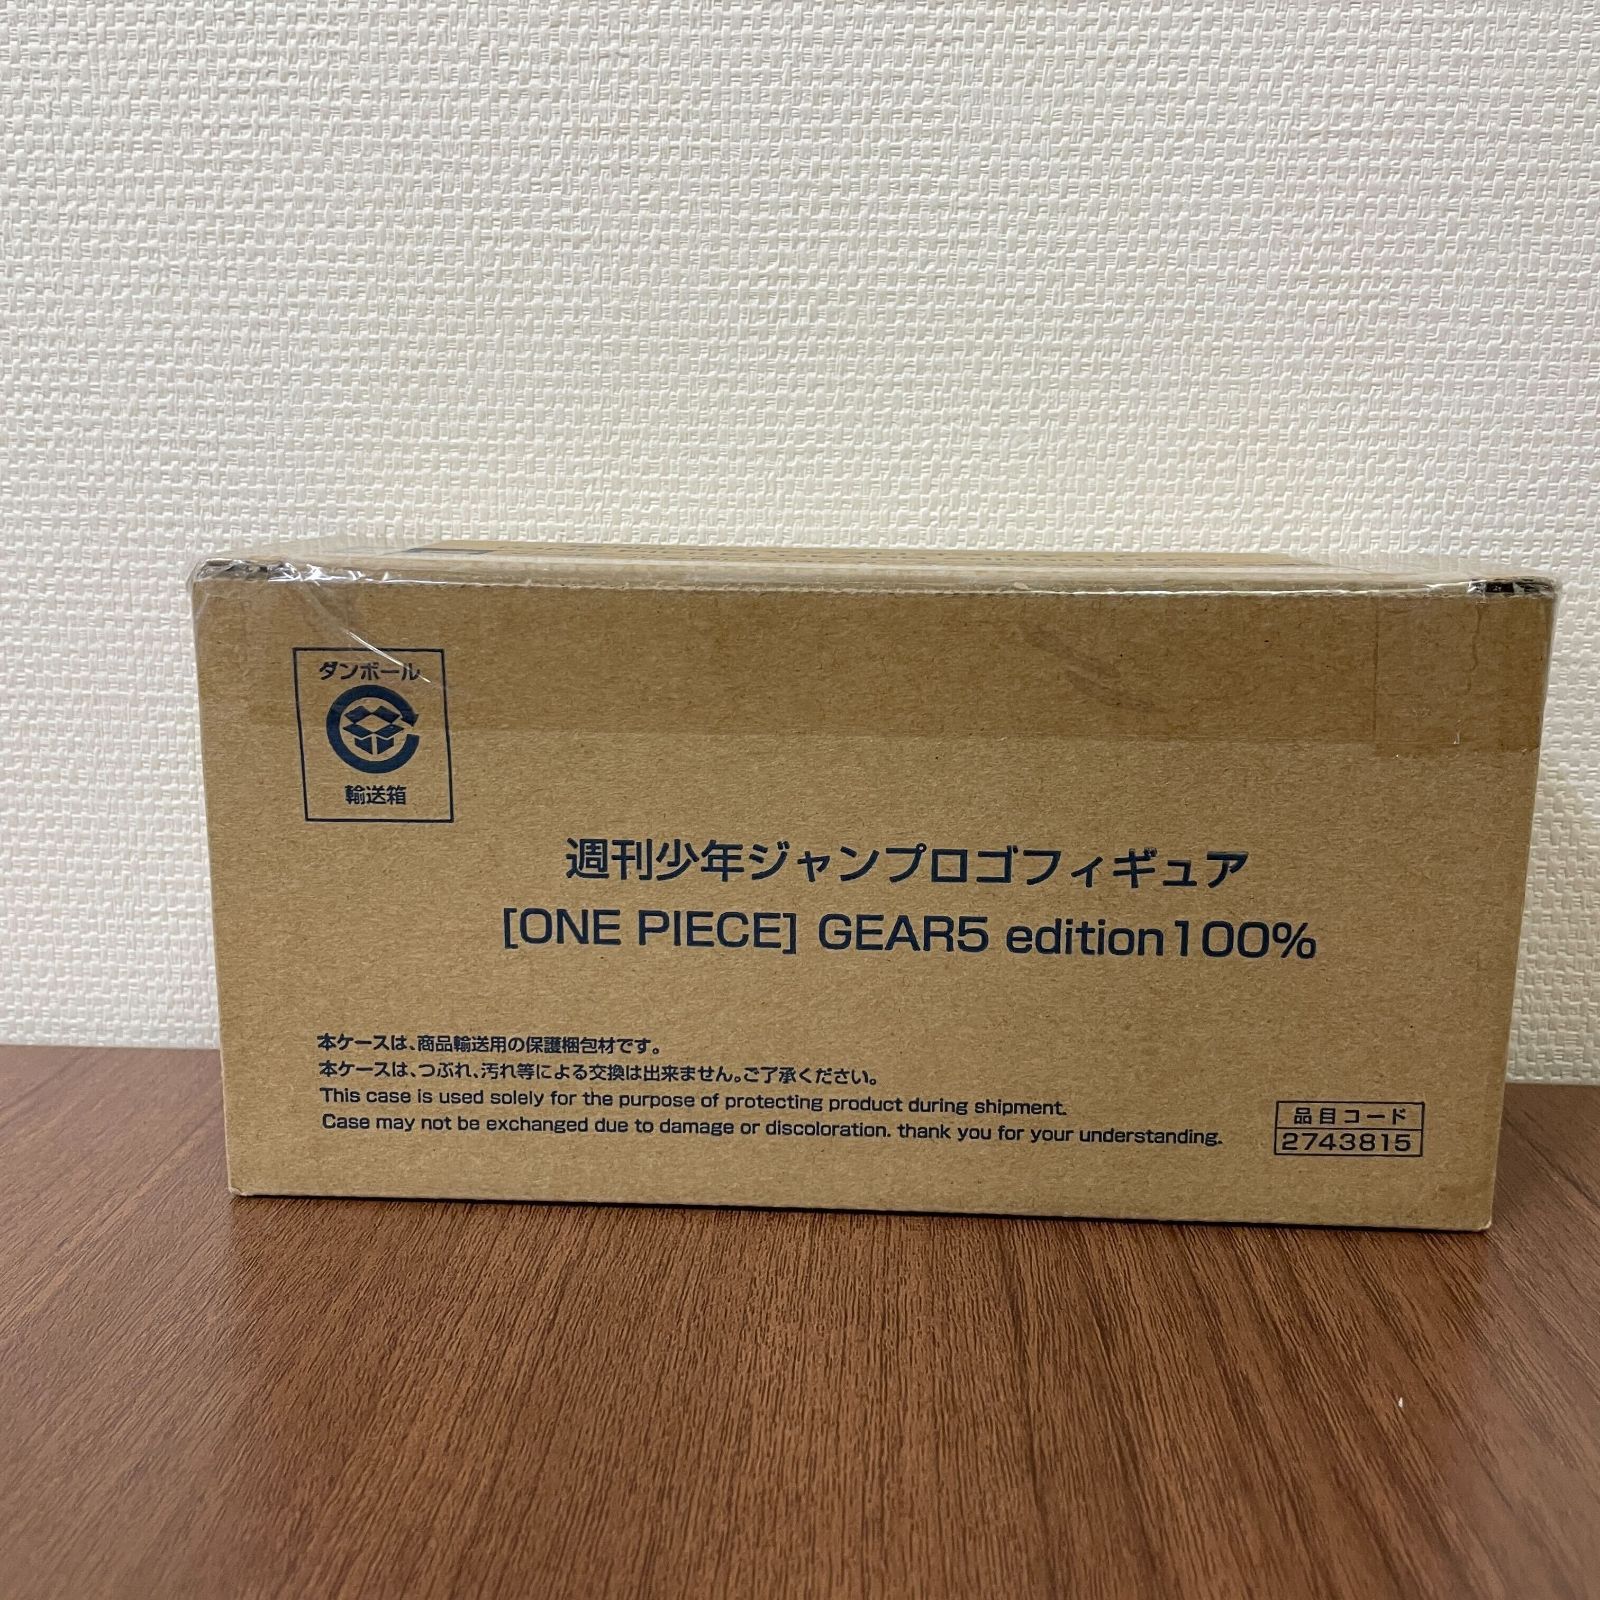 ダンボール
輸送箱
週刊少年ジャンプロゴフィギュア
[ONE PIECE] GEAR5 edition100%
本ケースは、商品輸送用の保護梱包材です。
本ケースは、つぶれ、汚れ等による交換は出来ません。ご了承ください。
This case is used solely for the purpose of protecting product during shipment.
Case may not be exchanged due to damage or discoloration. thank you for your understanding.
品目コード
2743815